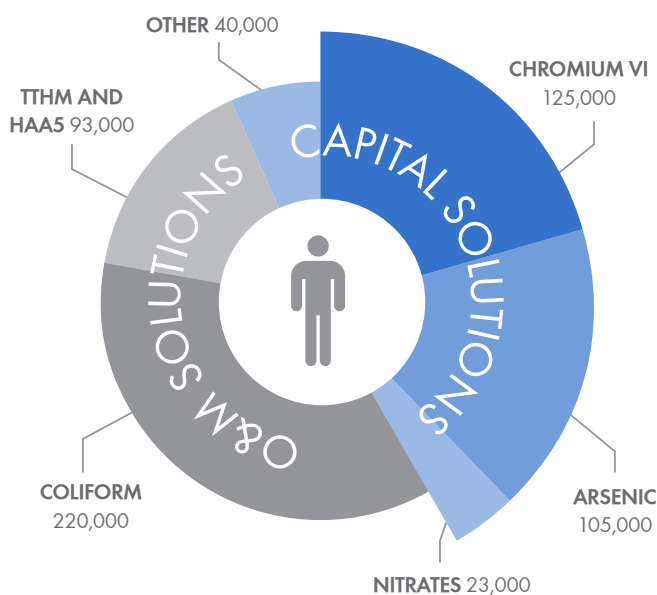 OTHER 40,000
CHROMIUM VI
125,000
TTHM AND
HAA5 93,000
CAPITAL SOLUTIONS
O&M SOLUTIONS
COLIFORM
220,000
ARSENIC
105,000
NITRATES 23,000